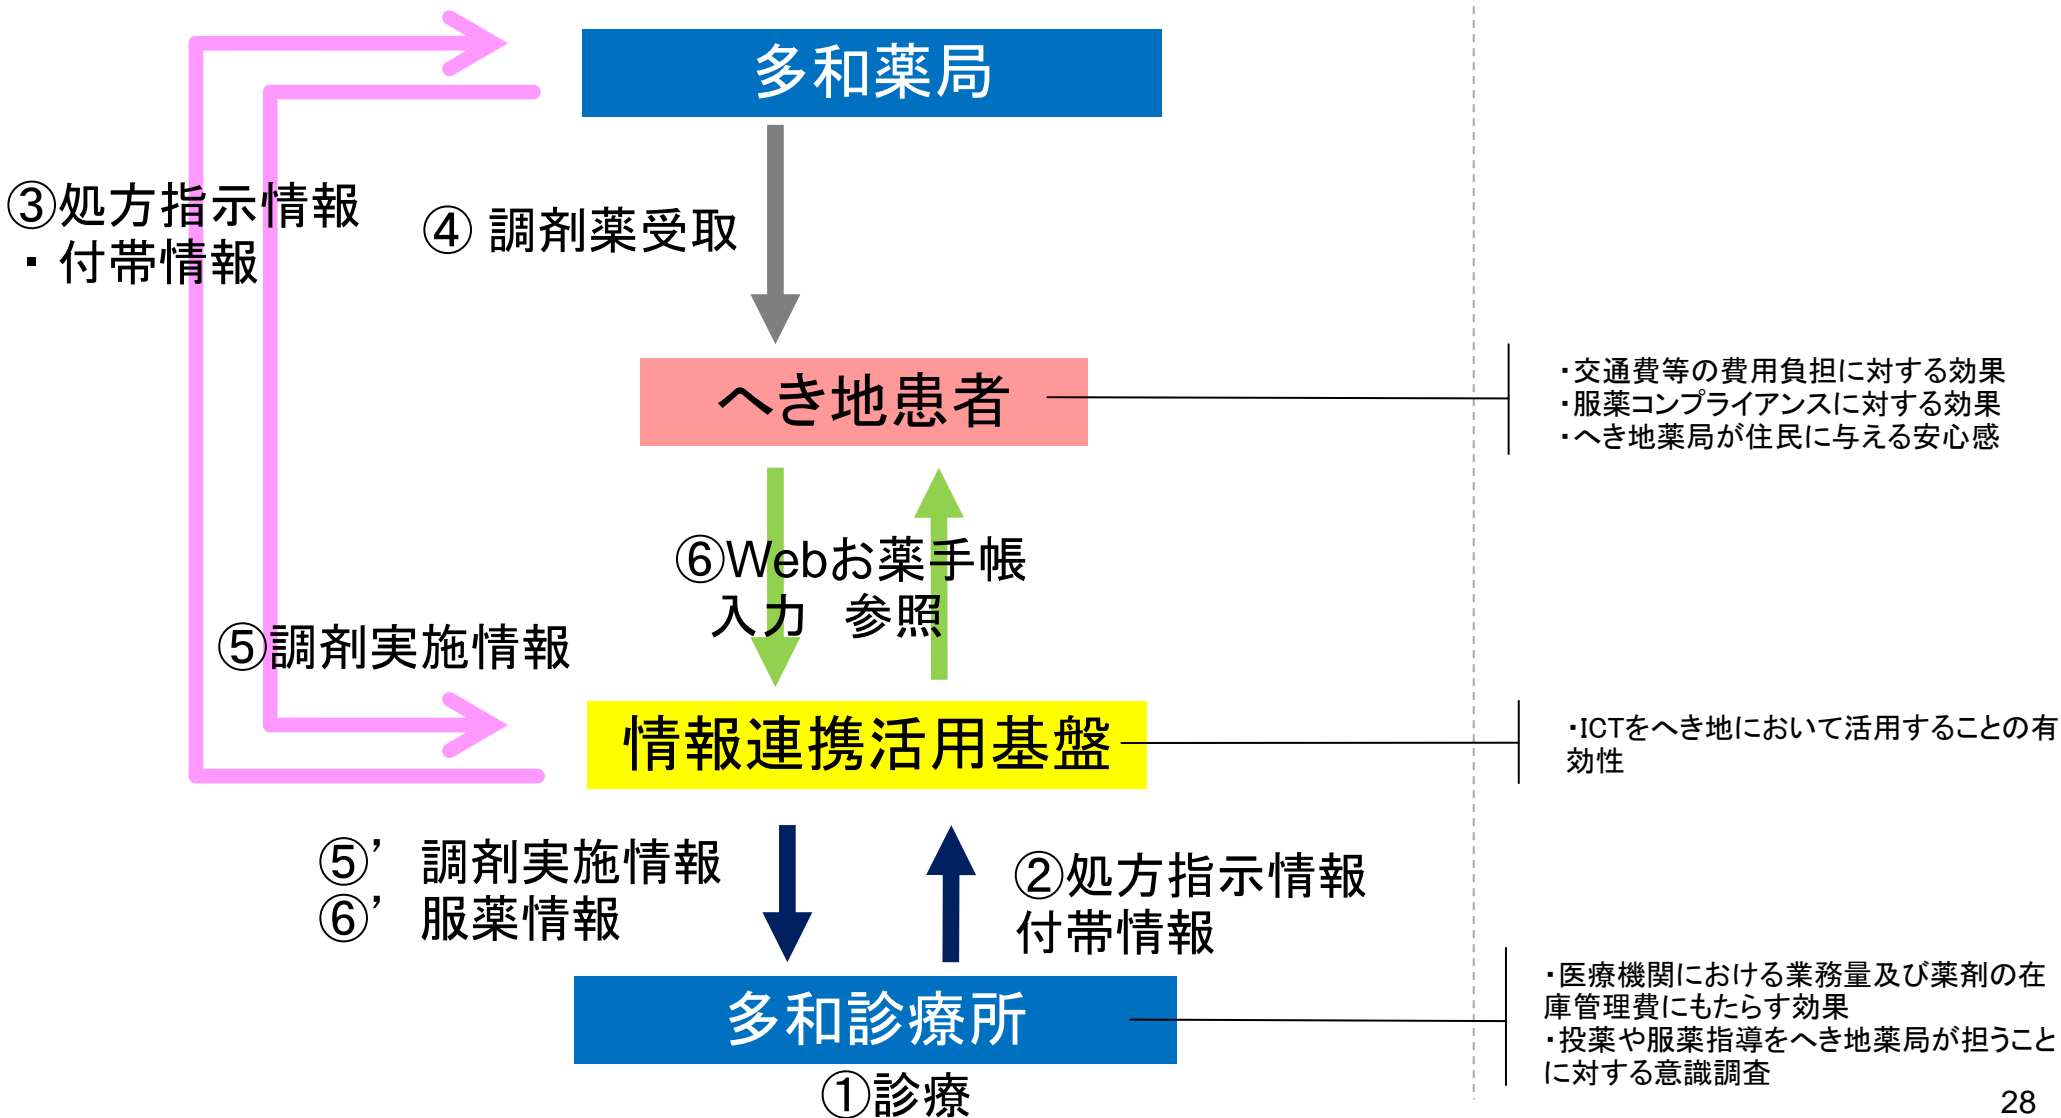 多和薬局
③処方指示情報
・付帯情報
④ 調剤薬受取
へき地患者
・交通費等の費用負担に対する効果
・服薬コンプライアンスに対する効果
・へき地薬局が住民に与える安心感
⑥Webお薬手帳
入力　参照
⑤調剤実施情報
情報連携活用基盤
・ICTをへき地において活用することの有
効性
⑤’　調剤実施情報
⑥’　服薬情報
②処方指示情報
付帯情報
多和診療所
①診療
・医療機関における業務量及び薬剤の在
庫管理費にもたらす効果
・投薬や服薬指導をへき地薬局が担うこと
に対する意識調査
28